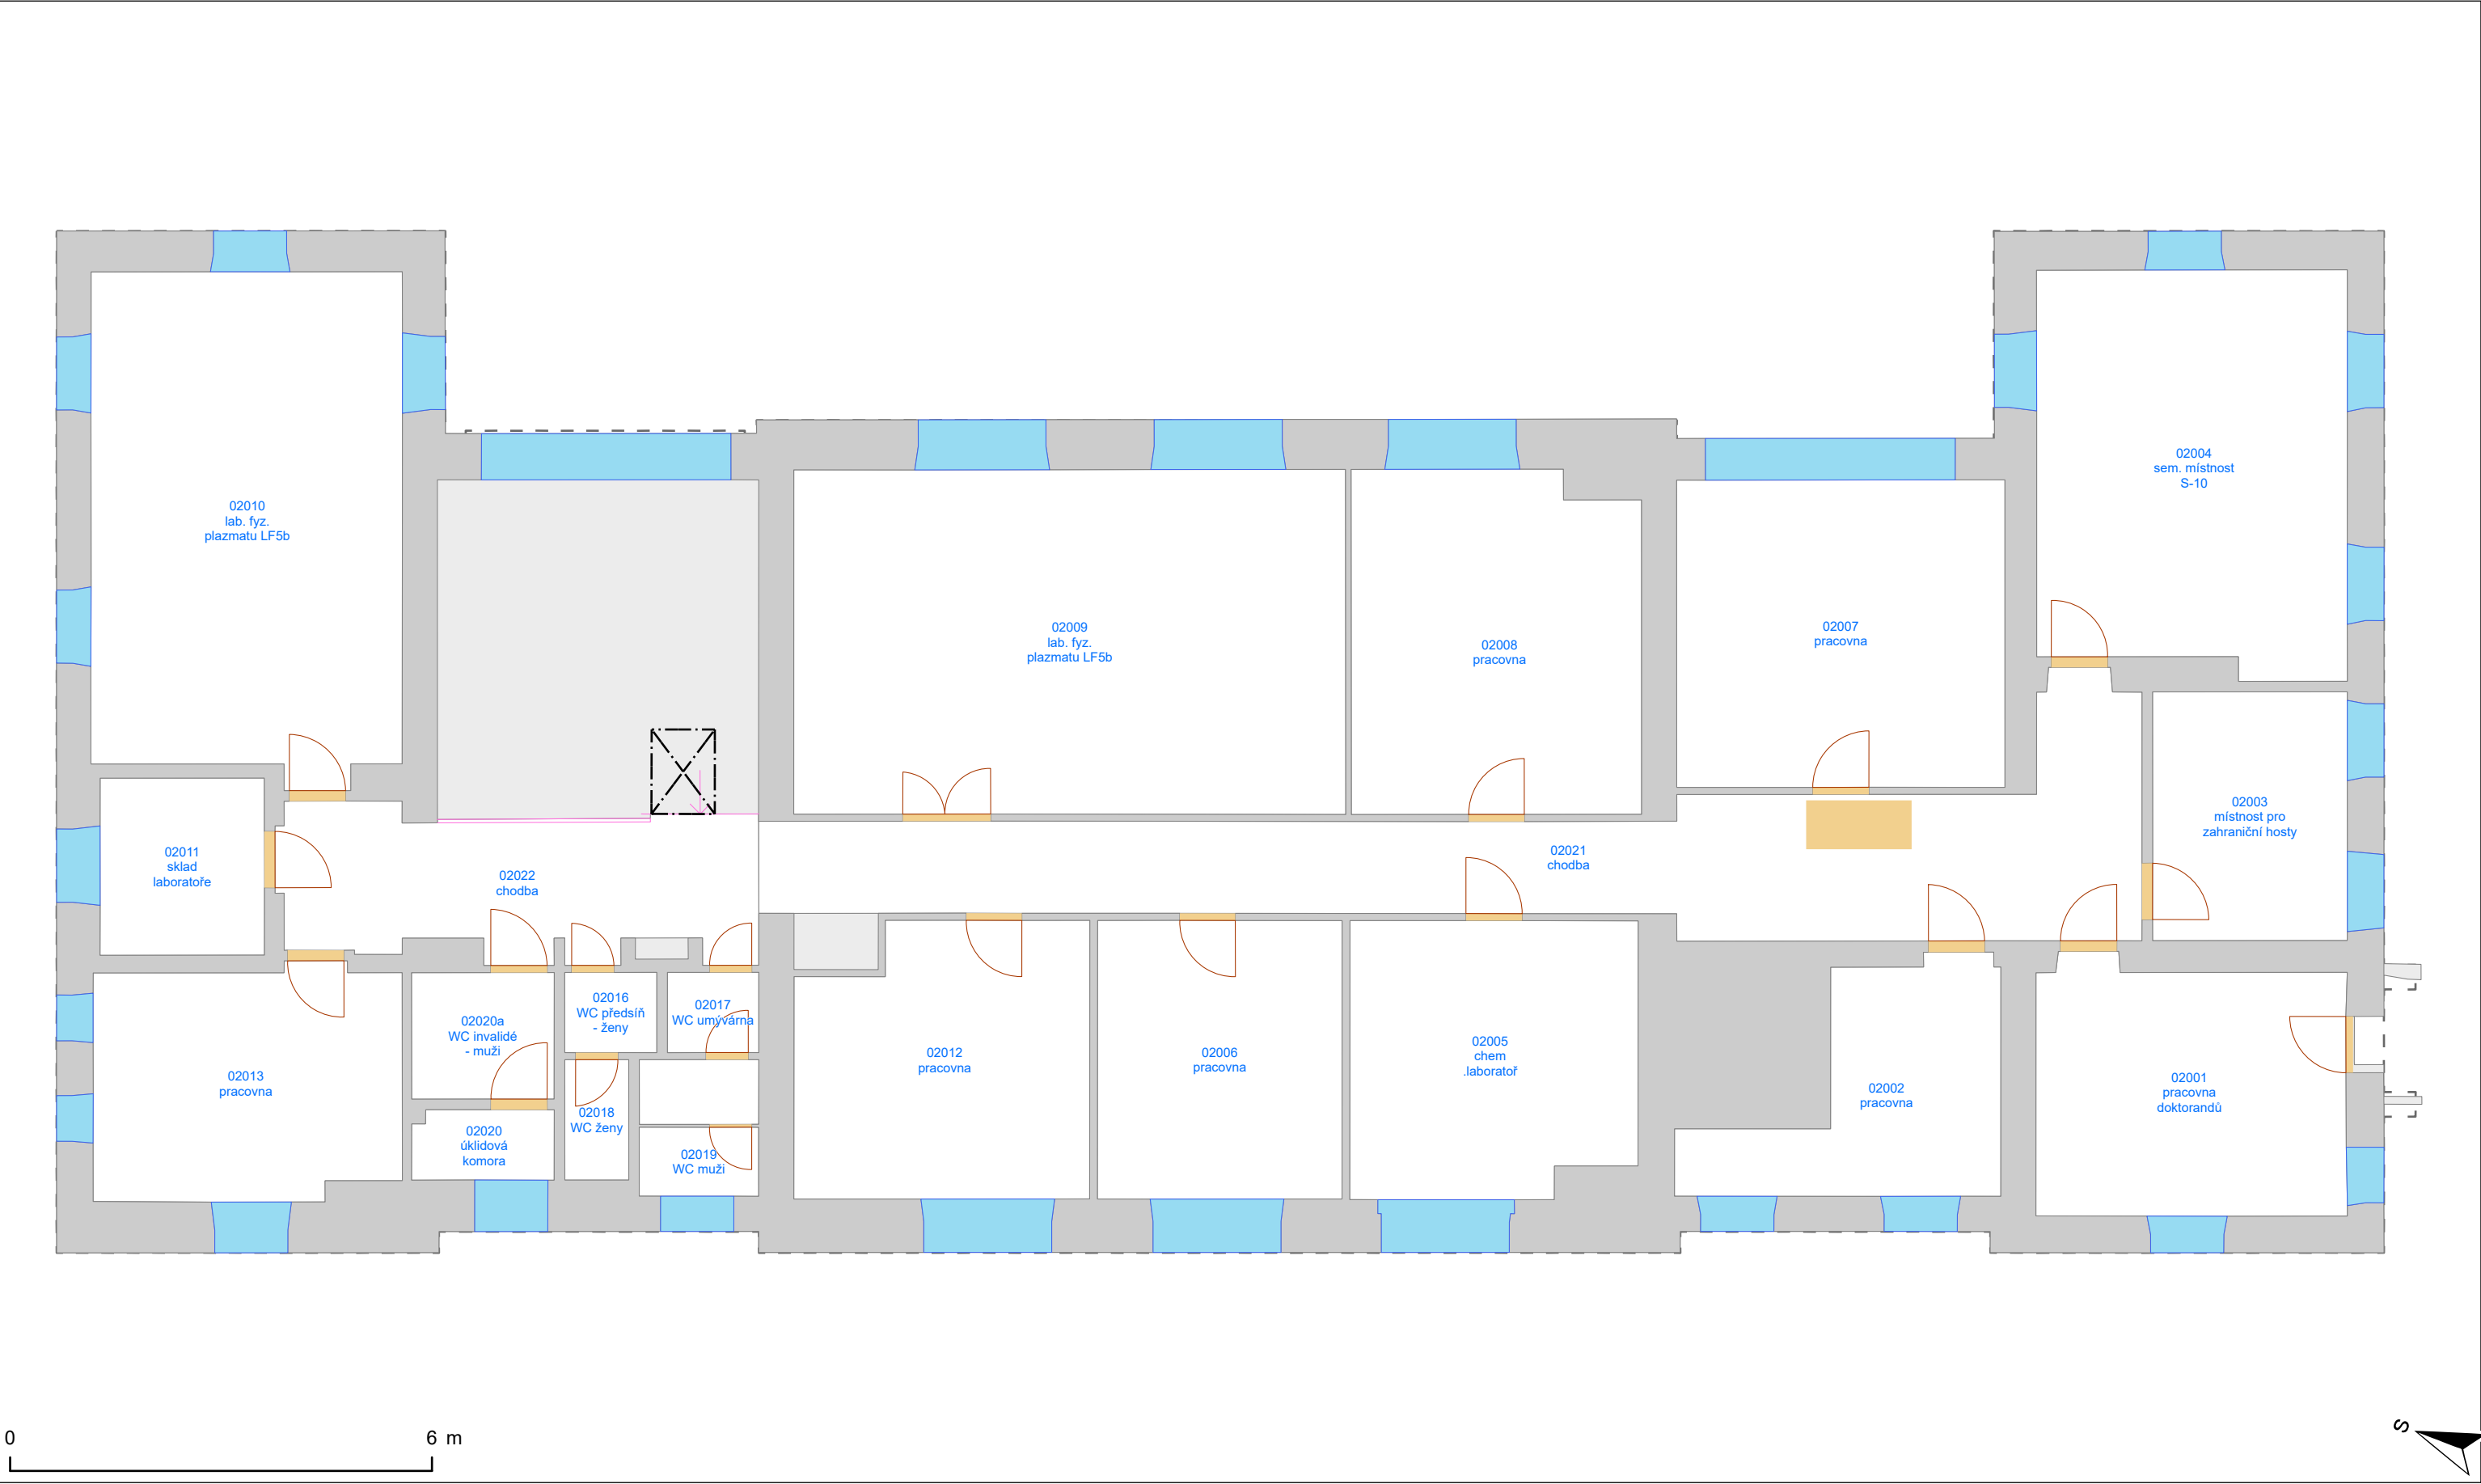 02004
sem. místnost
S-10
02010
lab. fyz.
plazmatu LF5b
02009
lab. fyz.
plazmatu LF5b
02008
pracovna
02007
pracovna
02003
místnost pro
zahraniční hosty
02011
sklad
laboratoře
02022
chodba
02021
chodba
02013
pracovna
02020a
WC invalidé
- muži
02016
WC předsíň
- ženy
02017
WC umývárna
02012
pracovna
02006
pracovna
02005
chem
.laboratoř
02002
pracovna
02001
pracovna
doktorandů
02020
úklidová
komora
02018
WC ženy
02019
WC muži
0
6 m
S